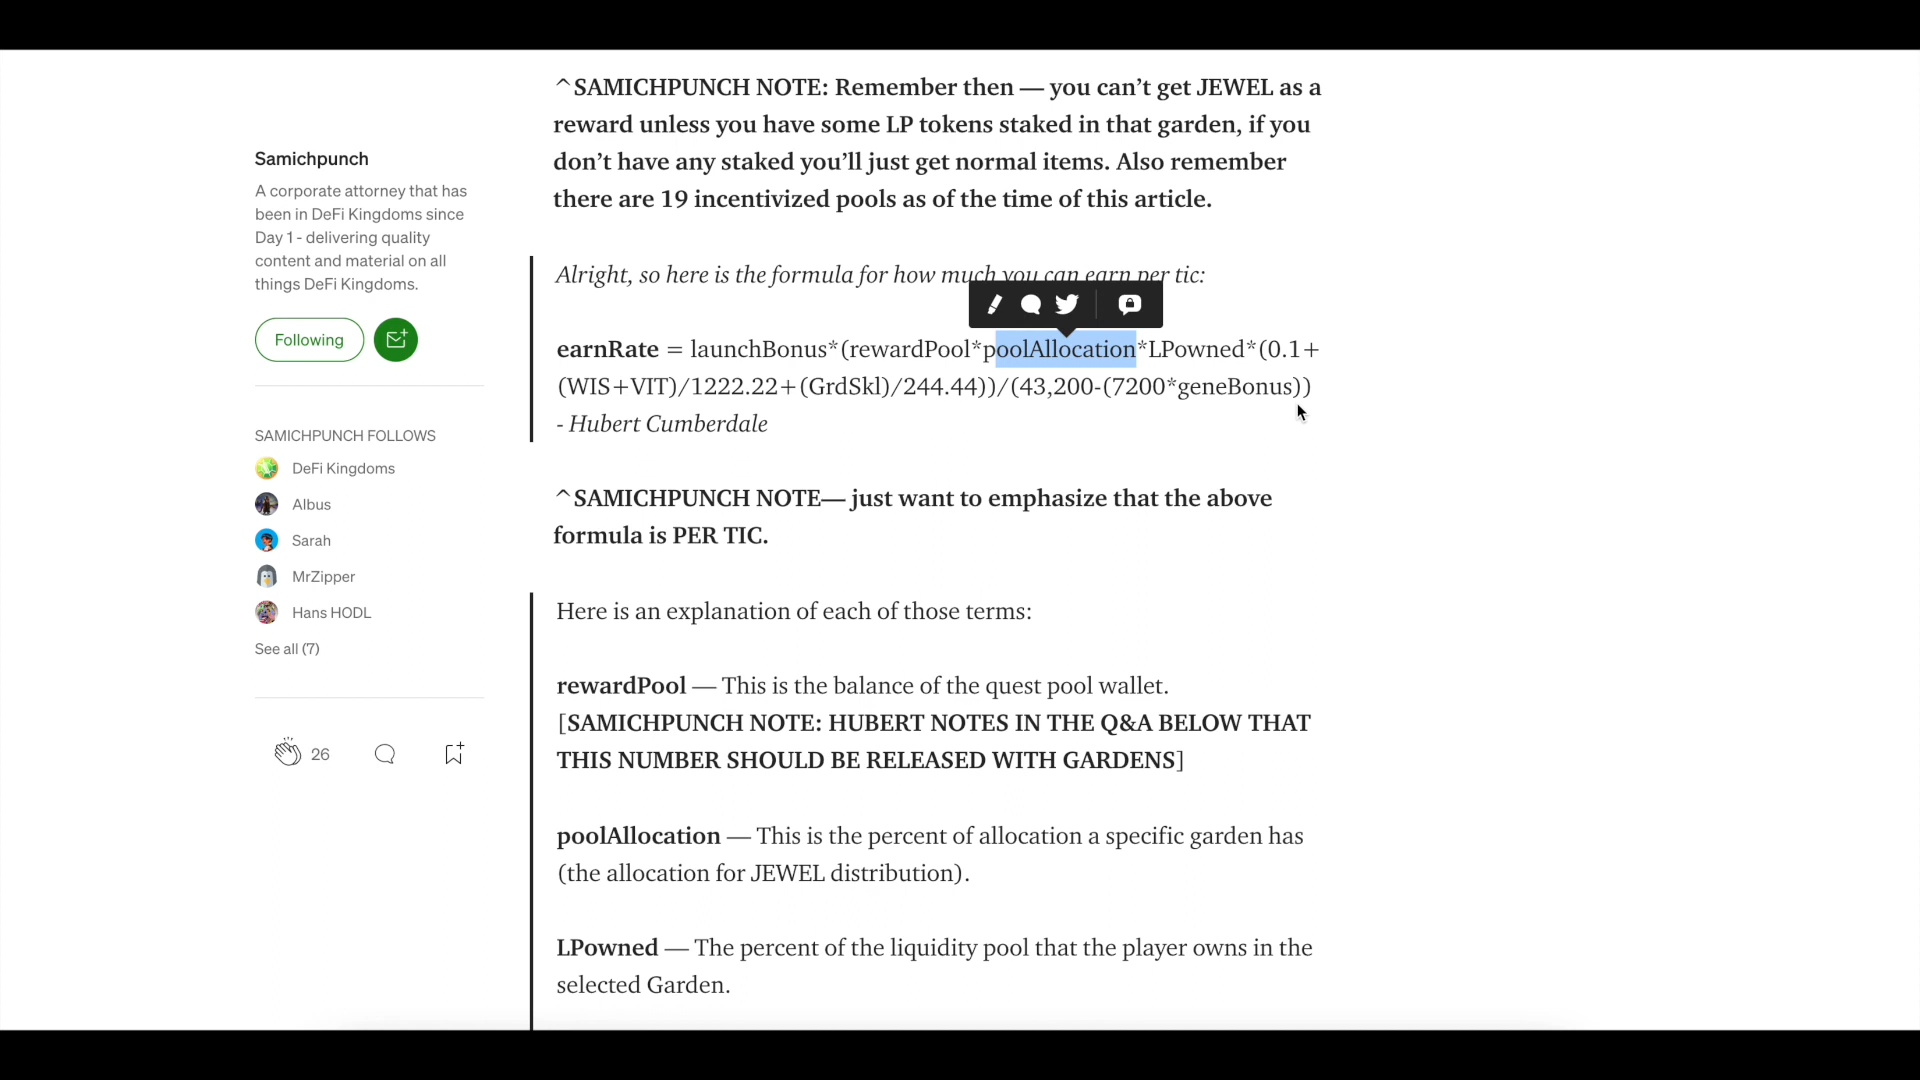 Samichpunch
A corporate attorney that has
been in DeFi Kingdoms since
Day 1 - delivering quality
content and material on all
things DeFi Kingdoms.
Following
SAMICHPUNCH FOLLOWS
DeFi Kingdoms
Albus
Sarah
MrZipper
Hans HODL
See all (7)
26
^SAMICHPUNCH NOTE: Remember then — you can’t get JEWEL as a
reward unless you have some LP tokens staked in that garden, if you
don’t have any staked you’ll just get normal items. Also remember
there are 19 incentivized pools as of the time of this article.
Alright, so here is the formula for how much you can earn per tic:
earnRate = launchBonus*(rewardPool*poolAllocation*LPowned*(0.1+
(WIS+VIT)/1222.22+(GrdSkl)/244.44))/(43,200-(7200*geneBonus))
- Hubert Cumberdale
^SAMICHPUNCH NOTE— just want to emphasize that the above
formula is PER TIC.
Here is an explanation of each of those terms:
rewardPool — This is the balance of the quest pool wallet.
[SAMICHPUNCH NOTE: HUBERT NOTES IN THE Q&A BELOW THAT
THIS NUMBER SHOULD BE RELEASED WITH GARDENS]
poolAllocation — This is the percent of allocation a specific garden has
(the allocation for JEWEL distribution).
LPowned — The percent of the liquidity pool that the player owns in the
selected Garden.